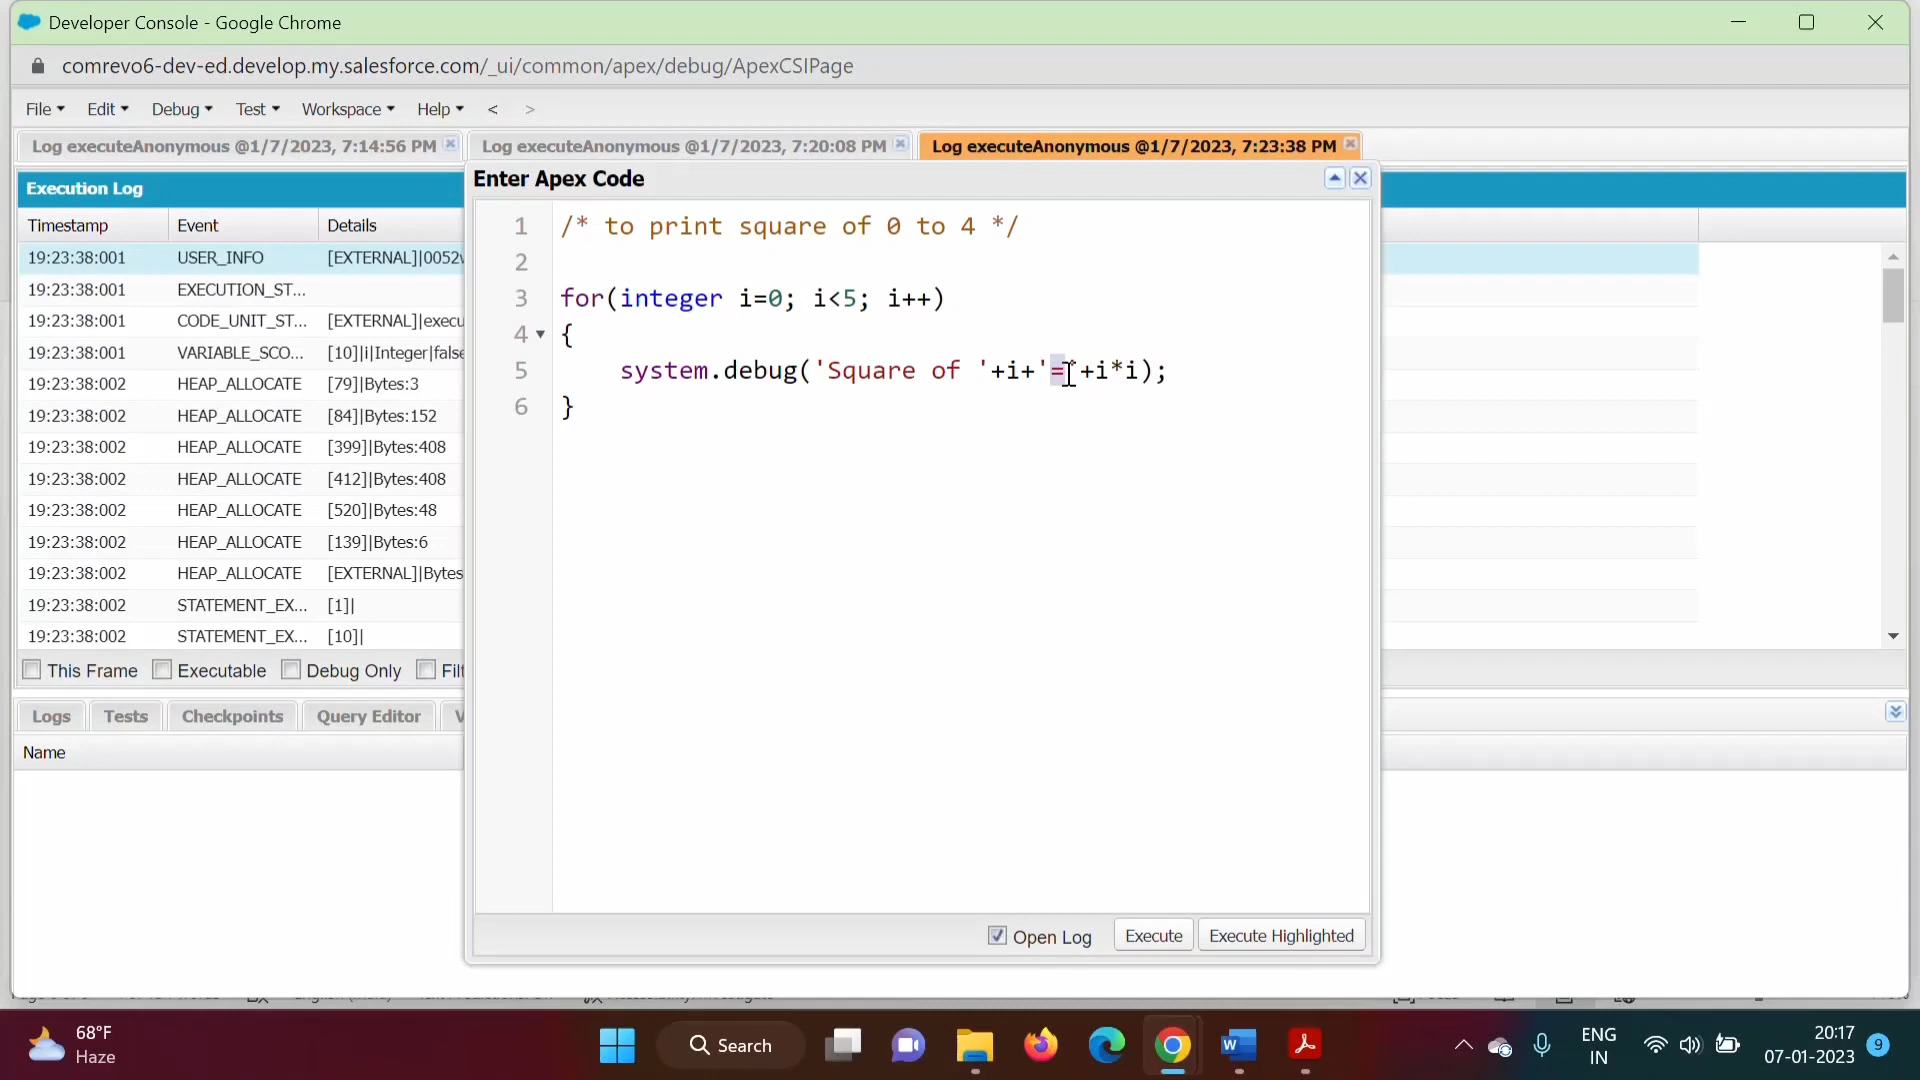 Developer Console - Google Chrome
comrevo6-dev-ed.develop.my.salesforce.com/_ui/common/apex/debug/ApexCSIPage
File Edit Debug Test Workspace Help < >
Log executeAnonymous @1/7/2023, 7:14:56 PM Log executeAnonymous @1/7/2023, 7:20:08 PM Log executeAnonymous @1/7/2023, 7:23:38 PM
Execution Log
Timestamp Event Details
19:23:38:001 USER_INFO [EXTERNAL]|0052
19:23:38:001 EXECUTION_ST...
19:23:38:001 CODE_UNIT_ST... [EXTERNAL]|execu
19:23:38:001 VARIABLE_SCO... [10]|i|Integer|false
19:23:38:002 HEAP_ALLOCATE [79]|Bytes:3
19:23:38:002 HEAP_ALLOCATE [84]|Bytes:152
19:23:38:002 HEAP_ALLOCATE [399]|Bytes:408
19:23:38:002 HEAP_ALLOCATE [412]|Bytes:408
19:23:38:002 HEAP_ALLOCATE [520]|Bytes:48
19:23:38:002 HEAP_ALLOCATE [139]|Bytes:6
19:23:38:002 HEAP_ALLOCATE [EXTERNAL]|Bytes
19:23:38:002 STATEMENT_EX... [1]|
19:23:38:002 STATEMENT_EX... [10]|
This Frame Executable Debug Only Filt
Logs Tests Checkpoints Query Editor V
Name
Enter Apex Code
1 /* to print square of 0 to 4 */
2
3 for(integer i=0; i<5; i++)
4 {
5 system.debug('Square of '+i+'='+i*i);
6 }
Open Log Execute Execute Highlighted
68°F
Haze
Search
ENG
IN
20:17
07-01-2023
9